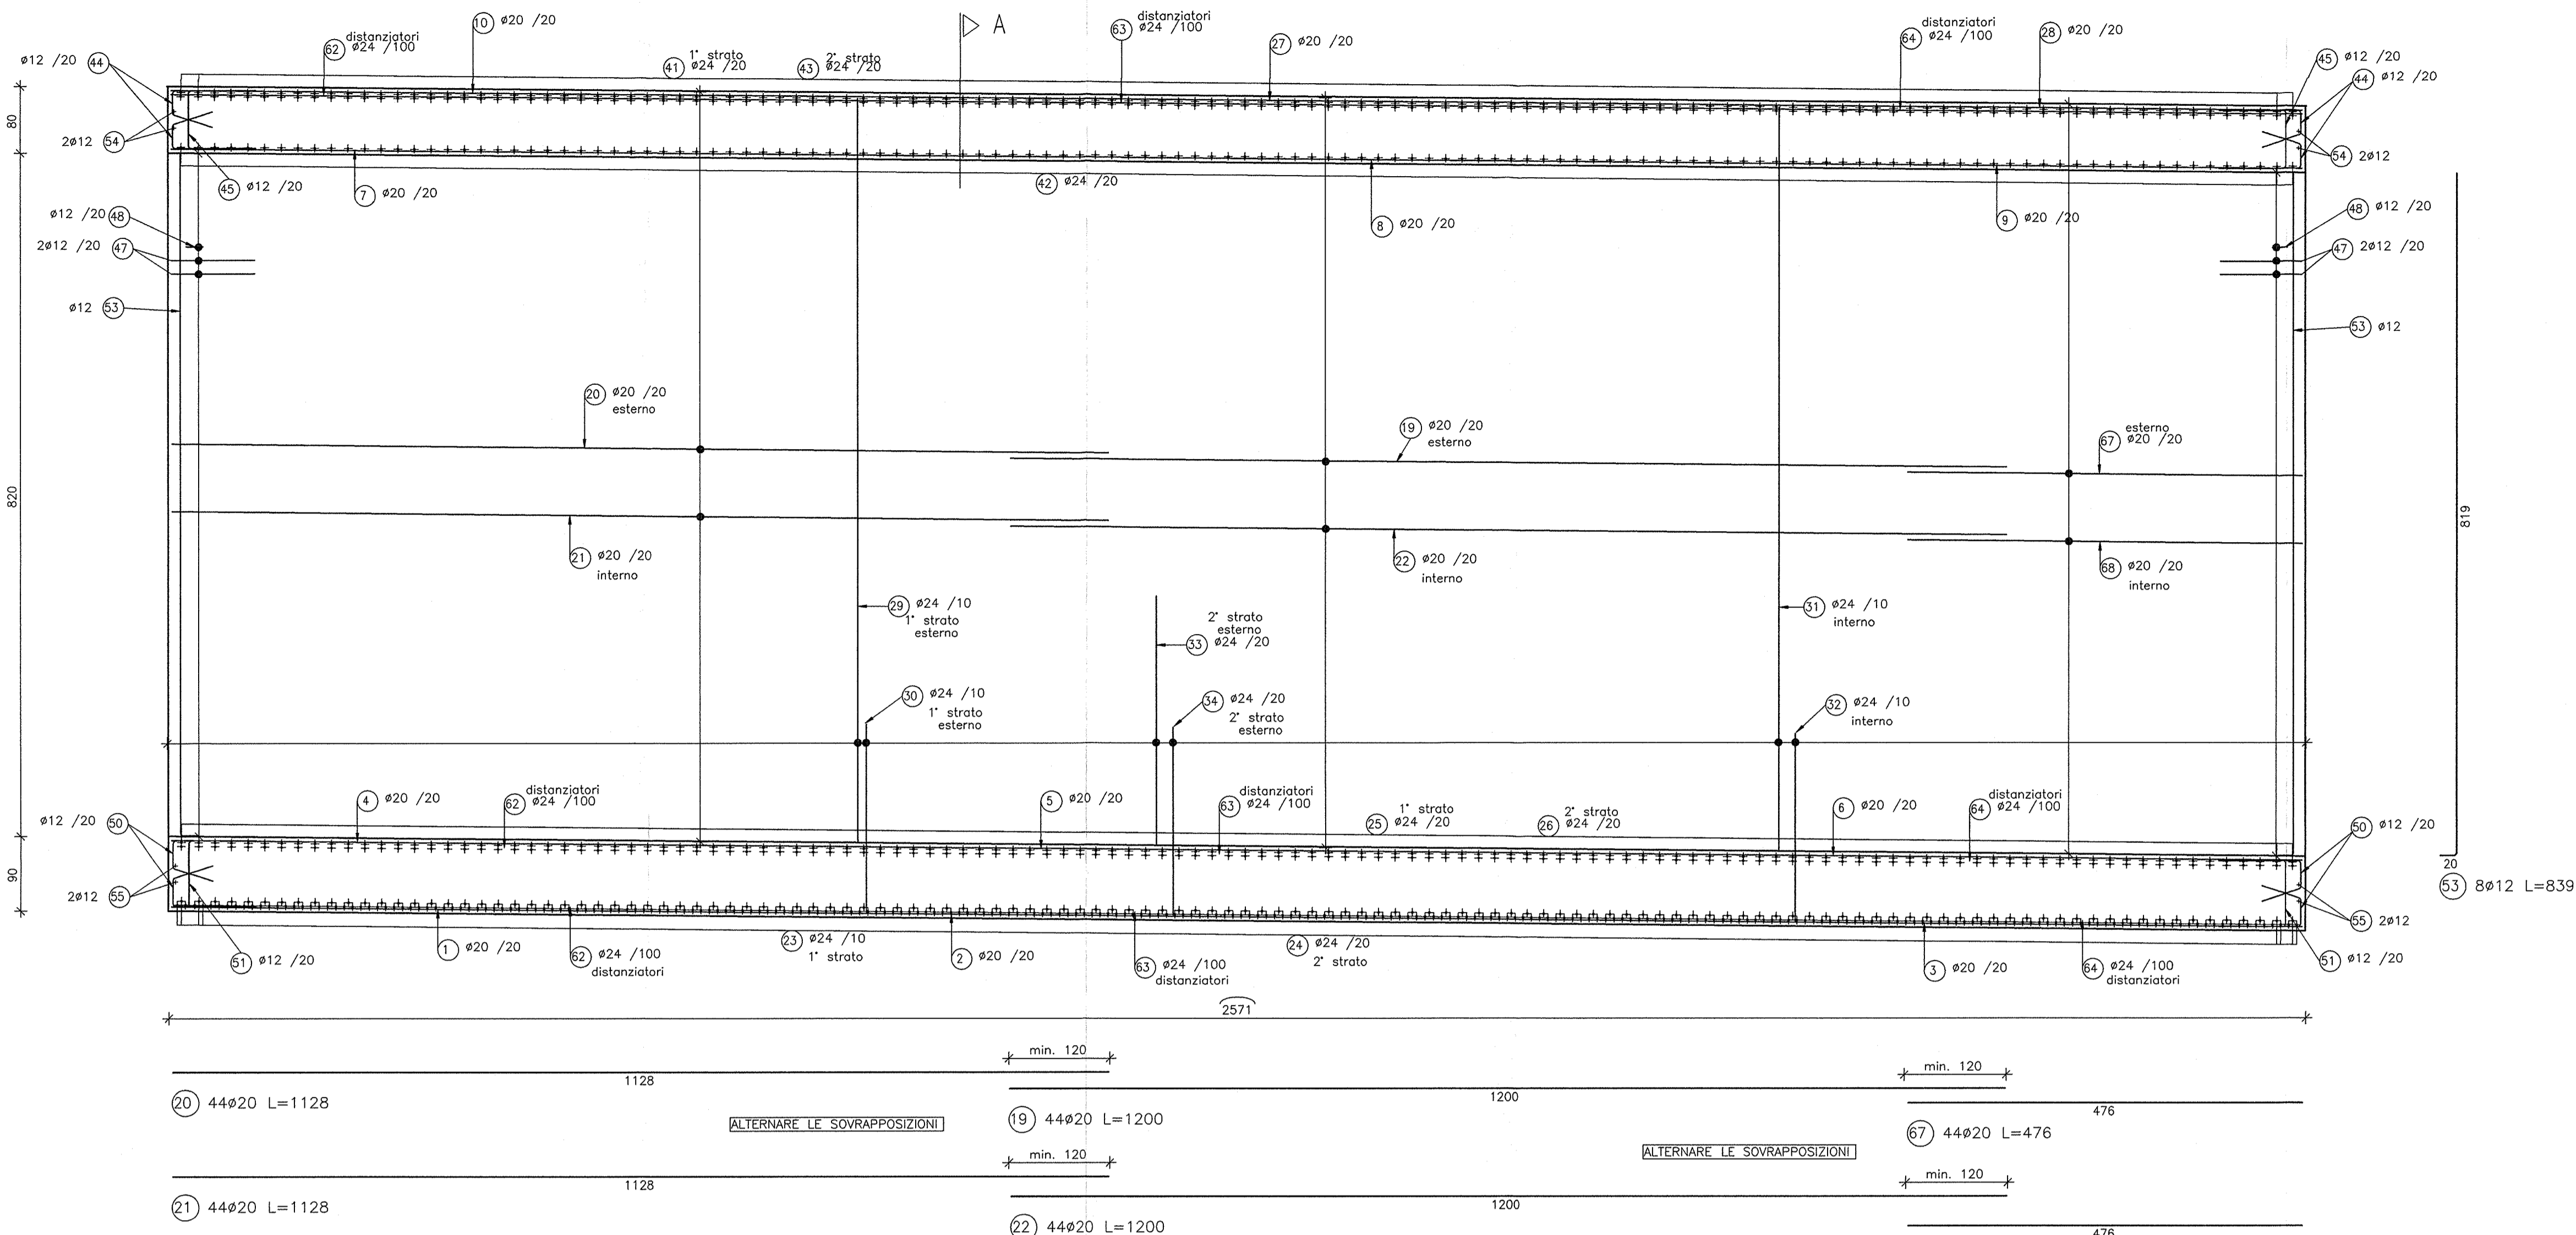 10 ø20 /20
A
distanziatori
63 ø24 /100
distanziatori
64 ø24 /100
28 ø20 /20
distanziatori
62 ø24 /100
27 ø20 /20
ø12 /20 44
1° strato
41 ø24 /20
2° strato
43 ø24 /20
45 ø12 /20
44 ø12 /20
80
2ø12 54
54 2ø12
45 ø12 /20
7 ø20 /20
42 ø24 /20
8 ø20 /20
9 ø20 /20
ø12 /20 48
48 ø12 /20
2ø12 /20 47
47 2ø12 /20
ø12 53
53 ø12
20 ø20 /20
esterno
19 ø20 /20
esterno
esterno
67 ø20 /20
820
819
21 ø20 /20
interno
22 ø20 /20
interno
68 ø20 /20
interno
29 ø24 /10
1° strato
esterno
2° strato
esterno
33 ø24 /20
31 ø24 /10
interno
30 ø24 /10
1° strato
esterno
34 ø24 /20
2° strato
esterno
32 ø24 /10
interno
4 ø20 /20
distanziatori
62 ø24 /100
5 ø20 /20
distanziatori
63 ø24 /100
1° strato
25 ø24 /20
2° strato
26 ø24 /20
6 ø20 /20
distanziatori
64 ø24 /100
ø12 /20 50
50 ø12 /20
90
2ø12 55
55 2ø12
20
53 8ø12 L=839
51 ø12 /20
1 ø20 /20
62 ø24 /100
distanziatori
23 ø24 /10
1° strato
2 ø20 /20
63 ø24 /100
distanziatori
24 ø24 /20
2° strato
3 ø20 /20
64 ø24 /100
distanziatori
51 ø12 /20
2571
min. 120
min. 120
1128
1200
476
20 44ø20 L=1128
ALTERNARE LE SOVRAPPOSIZIONI
19 44ø20 L=1200
67 44ø20 L=476
ALTERNARE LE SOVRAPPOSIZIONI
min. 120
min. 120
1128
1200
21 44ø20 L=1128
22 44ø20 L=1200
476